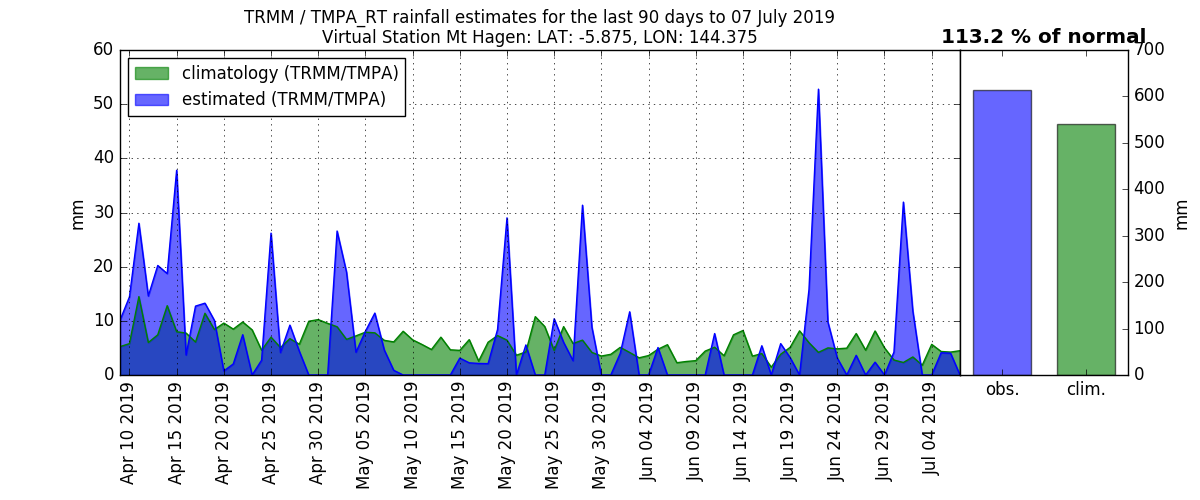 TRMM / TMPA_RT rainfall estimates for the last 90 days to 07 July 2019
Virtual Station Mt Hagen: LAT: -5.875, LON: 144.375
113.2 % of normal
climatology (TRMM/TMPA)
estimated (TRMM/TMPA)
mm
60
50
40
30
20
10
0
Apr 10 2019
Apr 15 2019
Apr 20 2019
Apr 25 2019
Apr 30 2019
May 05 2019
May 10 2019
May 15 2019
May 20 2019
May 25 2019
May 30 2019
Jun 04 2019
Jun 09 2019
Jun 14 2019
Jun 19 2019
Jun 24 2019
Jun 29 2019
Jul 04 2019
obs.
clim.
700
600
500
400
300
200
100
0
mm